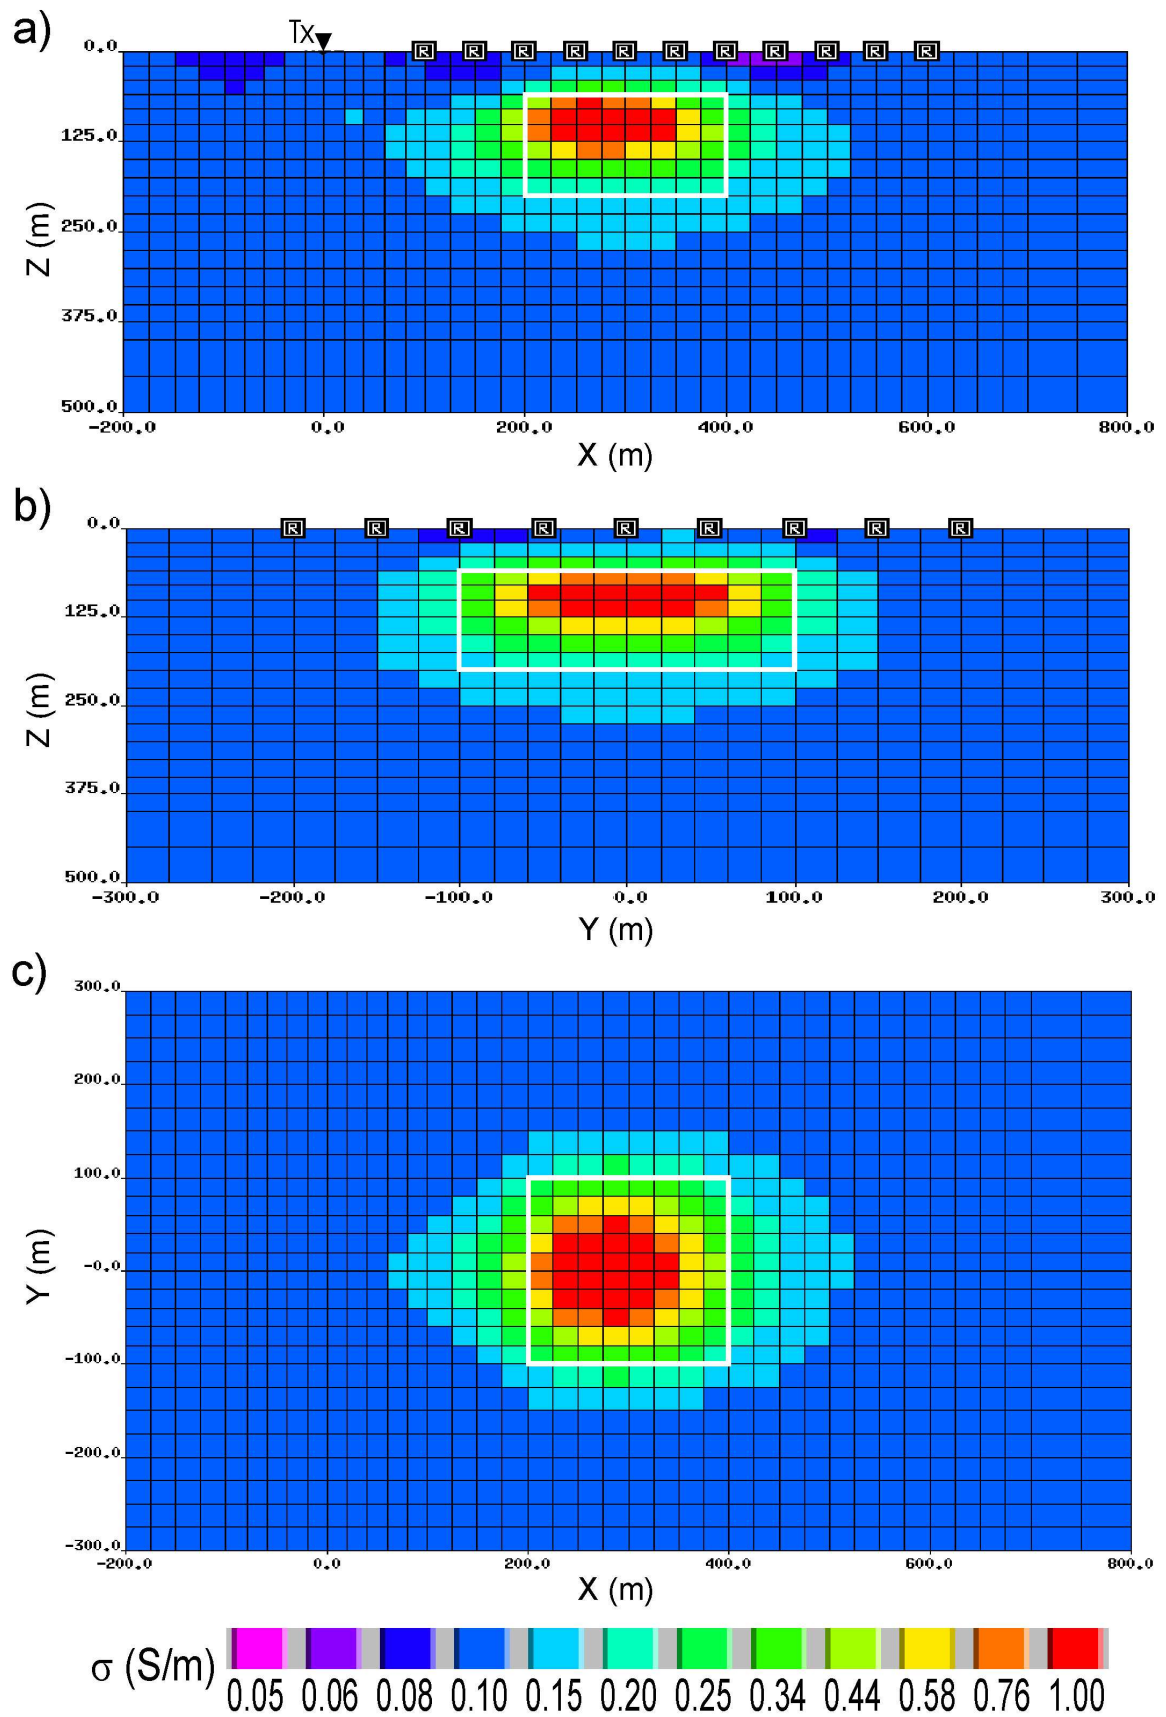 a)
Tx
0.0
R R R R R R R R R R R
125.0
250.0
375.0
500.0
Z (m)
-200.0 0.0 200.0 400.0 600.0 800.0
X (m)
b)
0.0
R R R R R R R R R
125.0
250.0
375.0
500.0
Z (m)
-300.0 -200.0 -100.0 0.0 100.0 200.0 300.0
Y (m)
c)
300.0
200.0
100.0
-0.0
-100.0
-200.0
-300.0
Y (m)
-200.0 0.0 200.0 400.0 600.0 800.0
X (m)
σ (S/m)
0.05 0.06 0.08 0.10 0.15 0.20 0.25 0.34 0.44 0.58 0.76 1.00